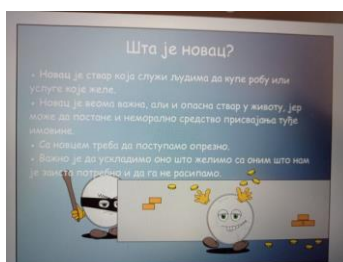 Шта је новац?
• Новац је ствар која служи људима да купе робу или
услуге које желе.
• Новац је веома важна, али и опасна ствар у животу, јер
може да постане и неморално средство присвајања туђе
имовине.
• Са новцем треба да поступамо опрезно.
• Важно је да ускладимо оно што желимо са оним што нам
је заиста потребно и да га не расипамо.